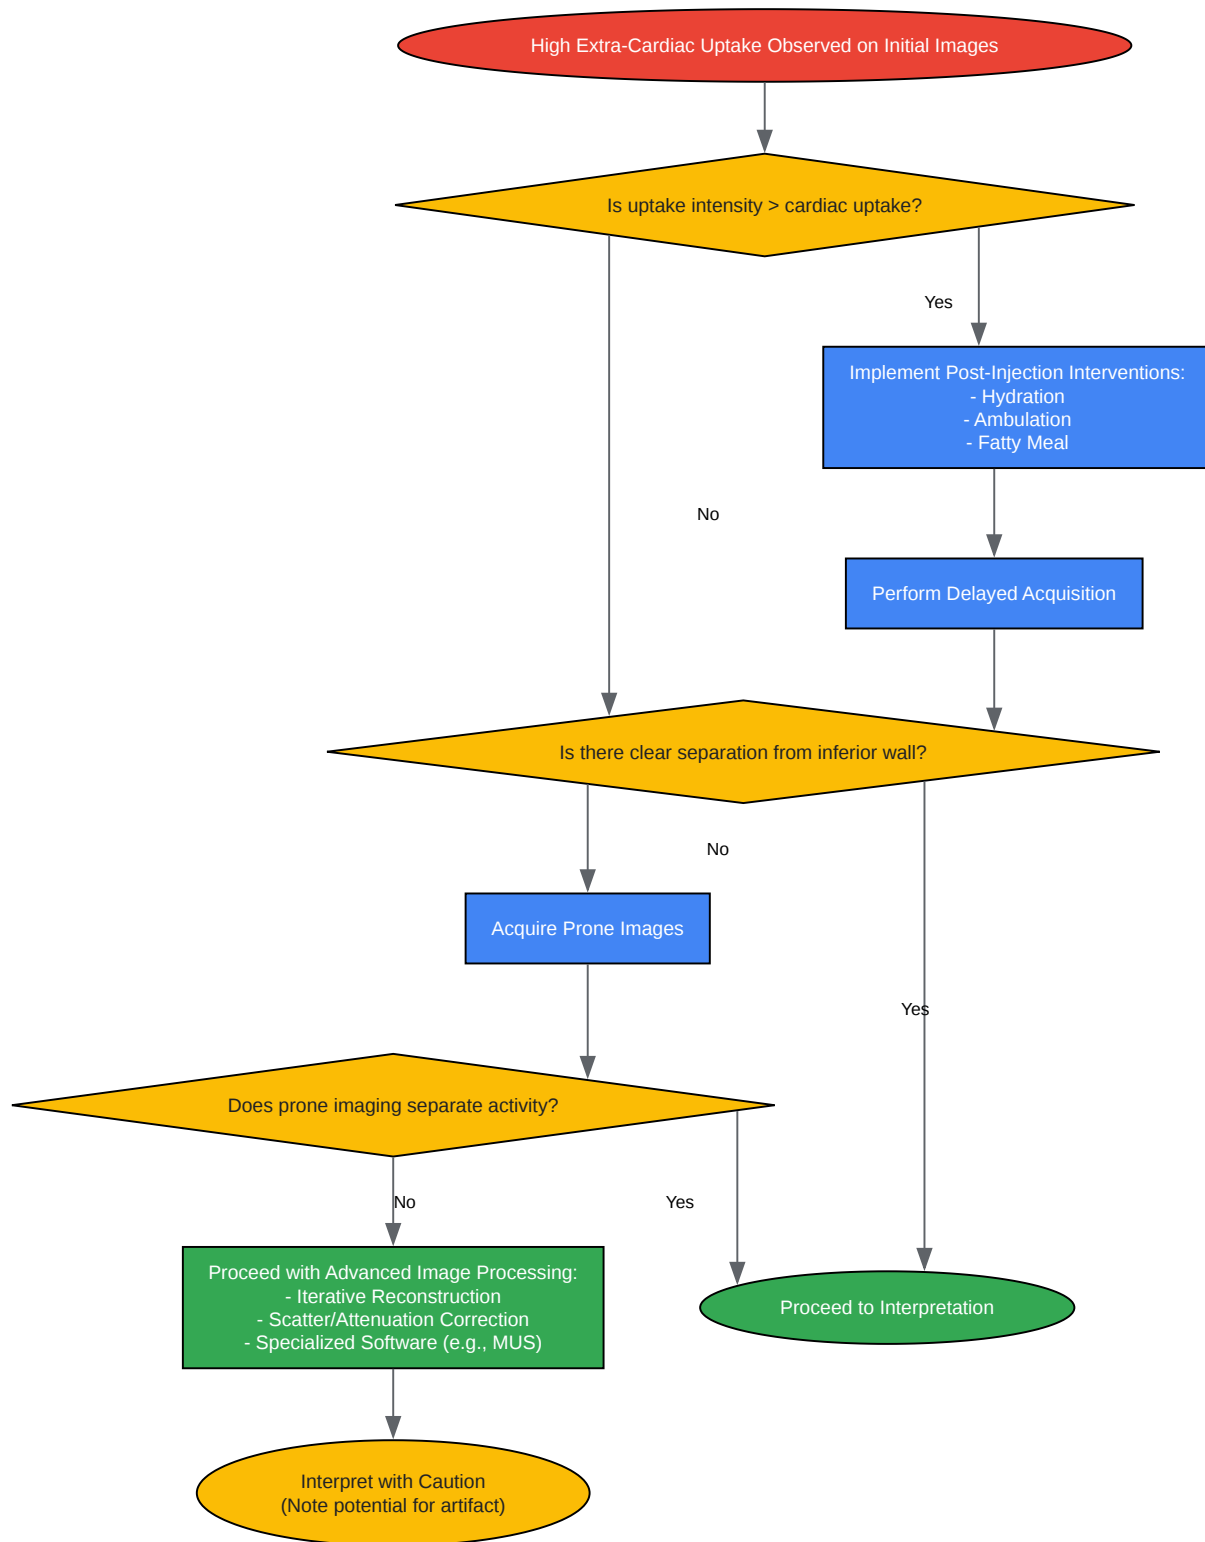 High Extra-Cardiac Uptake Observed on Initial Images
Is uptake intensity > cardiac uptake?
Yes
Implement Post-Injection Interventions:
- Hydration
- Ambulation
- Fatty Meal
No
Perform Delayed Acquisition
Is there clear separation from inferior wall?
No
Acquire Prone Images
Yes
Does prone imaging separate activity?
No
Yes
Proceed with Advanced Image Processing:
- Iterative Reconstruction
- Scatter/Attenuation Correction
- Specialized Software (e.g., MUS)
Proceed to Interpretation
Interpret with Caution
(Note potential for artifact)